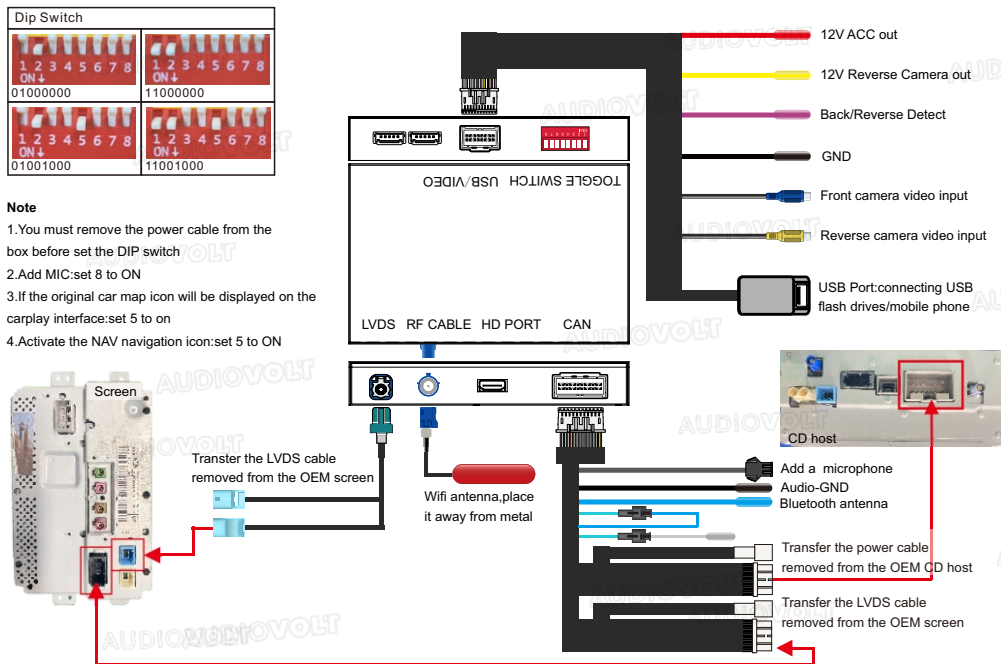 Dip Switch
1 2 3 4 5 6 7 8
ON↓
01000000
1 2 3 4 5 6 7 8
ON↓
11000000
1 2 3 4 5 6 7 8
ON↓
01001000
1 2 3 4 5 6 7 8
ON↓
11001000
Note
1.You must remove the power cable from the
box before set the DIP switch
2.Add MIC:set 8 to ON
3.If the original car map icon will be displayed on the
carplay interface:set 5 to on
4.Activate the NAV navigation icon:set 5 to ON
USB/VIDEO
TOGGLE SWITCH
LVDS
RF CABLE
HD PORT
CAN
12V ACC out
12V Reverse Camera out
Back/Reverse Detect
GND
Front camera video input
Reverse camera video input
USB Port:connecting USB
flash drives/mobile phone
Screen
Transter the LVDS cable
removed from the OEM screen
Wifi antenna,place
it away from metal
CD host
Add a microphone
Audio-GND
Bluetooth antenna
Transfer the power cable
removed from the OEM CD host
Transfer the LVDS cable
removed from the OEM screen
AUDIOVOLT
AUDIOVOLT
AUDIOVOLT
AUDIOVOLT
AUDIOVOLT
AUDIOVOLT
AUDIOVOLT
AUDIOVOLT